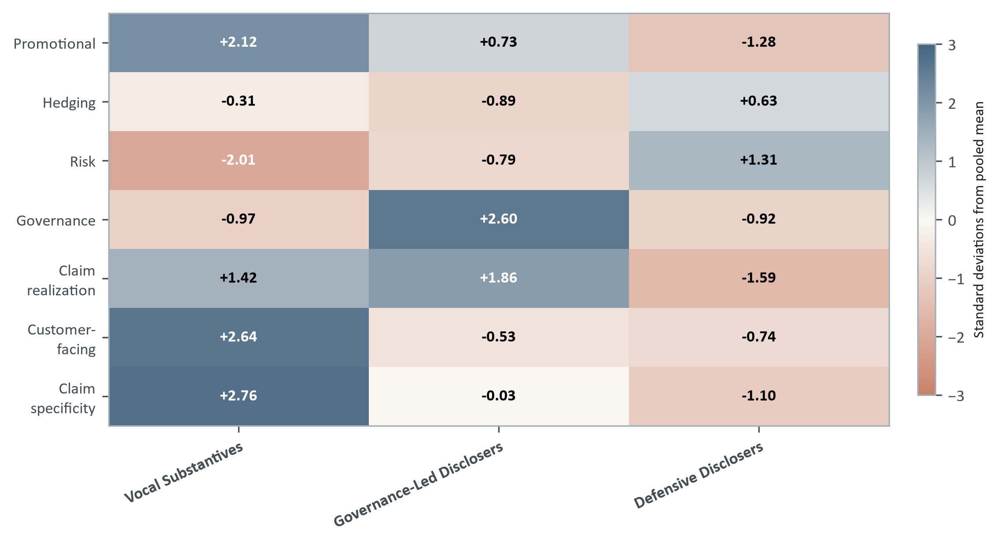 Promotional
+2.12
+0.73
-1.28
Hedging
-0.31
-0.89
+0.63
Risk
-2.01
-0.79
+1.31
Governance
-0.97
+2.60
-0.92
Claim
realization
+1.42
+1.86
-1.59
Customer-
facing
+2.64
-0.53
-0.74
Claim
specificity
+2.76
-0.03
-1.10
Vocal Substantives
Governance-Led Disclosers
Defensive Disclosers
3
2
1
0
−1
−2
−3
Standard deviations from pooled mean